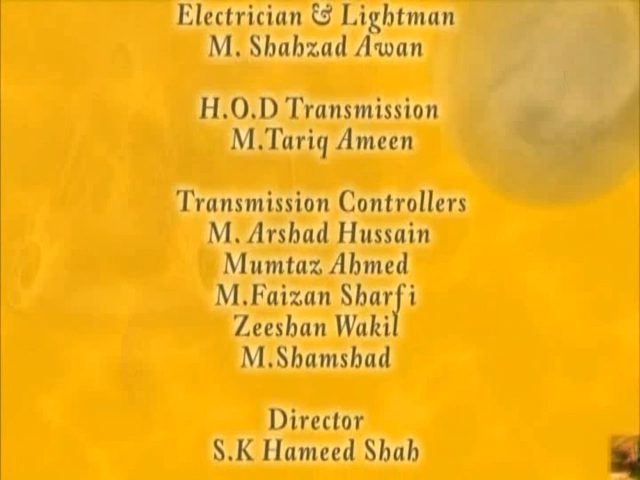 Electrician & Lightman
M. Shahzad Awan
H.O.D Transmission
M.Tariq Ameen
Transmission Controllers
M. Arshad Hussain
Mumtaz Ahmed
M.Faizan Sharfi
Zeeshan Wakil
M.Shamshad
Director
S.K Hameed Shah